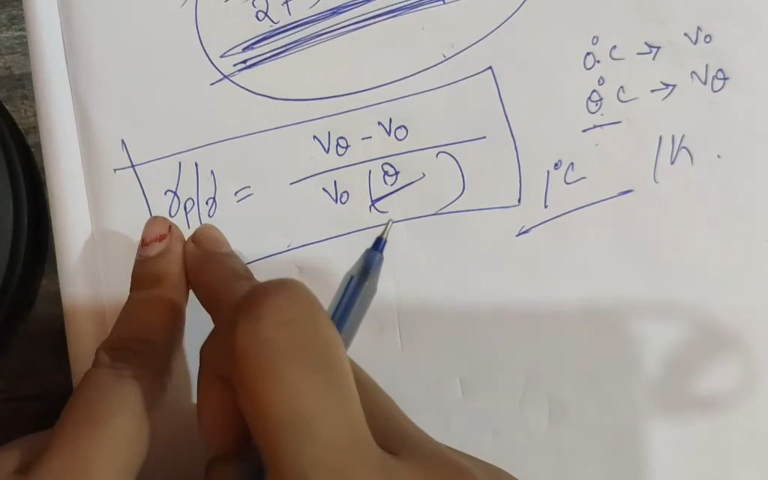 0°C → V₀
θ°C → Vθ
γp/γ = Vθ - V₀ / V₀ (θ)
1°C 1K.